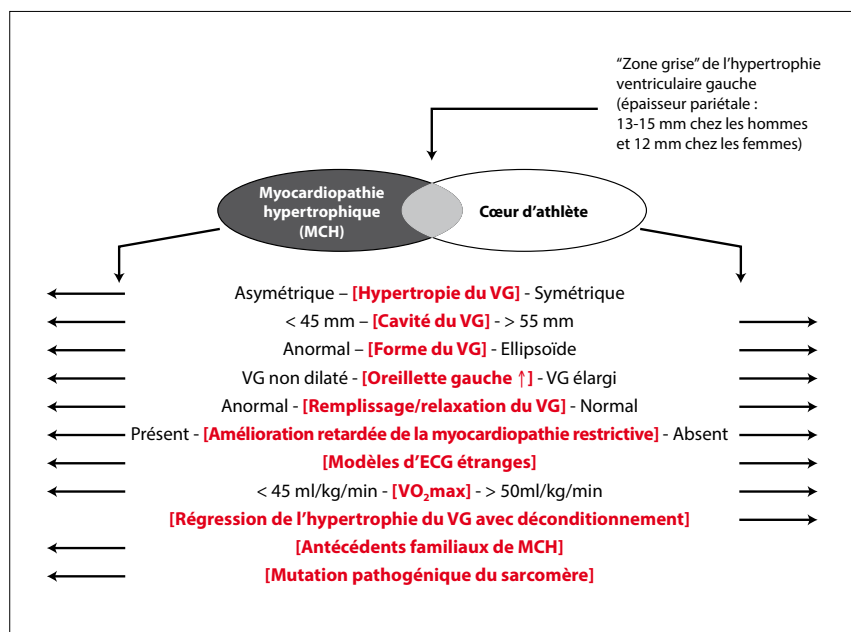 “Zone grise” de l’hypertrophie
ventriculaire gauche
(épaisseur pariétale :
13-15 mm chez les hommes
et 12 mm chez les femmes)
Myocardiopathie
hypertrophique
(MCH)
Cœur d’athlète
Asymétrique – [Hypertropie du VG] - Symétrique
< 45 mm – [Cavité du VG] - > 55 mm
Anormal – [Forme du VG] - Ellipsoïde
VG non dilaté - [Oreillette gauche ↑] - VG élargi
Anormal - [Remplissage/relaxation du VG] - Normal
Présent - [Amélioration retardée de la myocardiopathie restrictive] - Absent
[Modèles d’ECG étranges]
< 45 ml/kg/min - [VO₂max] - > 50ml/kg/min
[Régression de l’hypertrophie du VG avec déconditionnement]
[Antécédents familiaux de MCH]
[Mutation pathogénique du sarcomère]